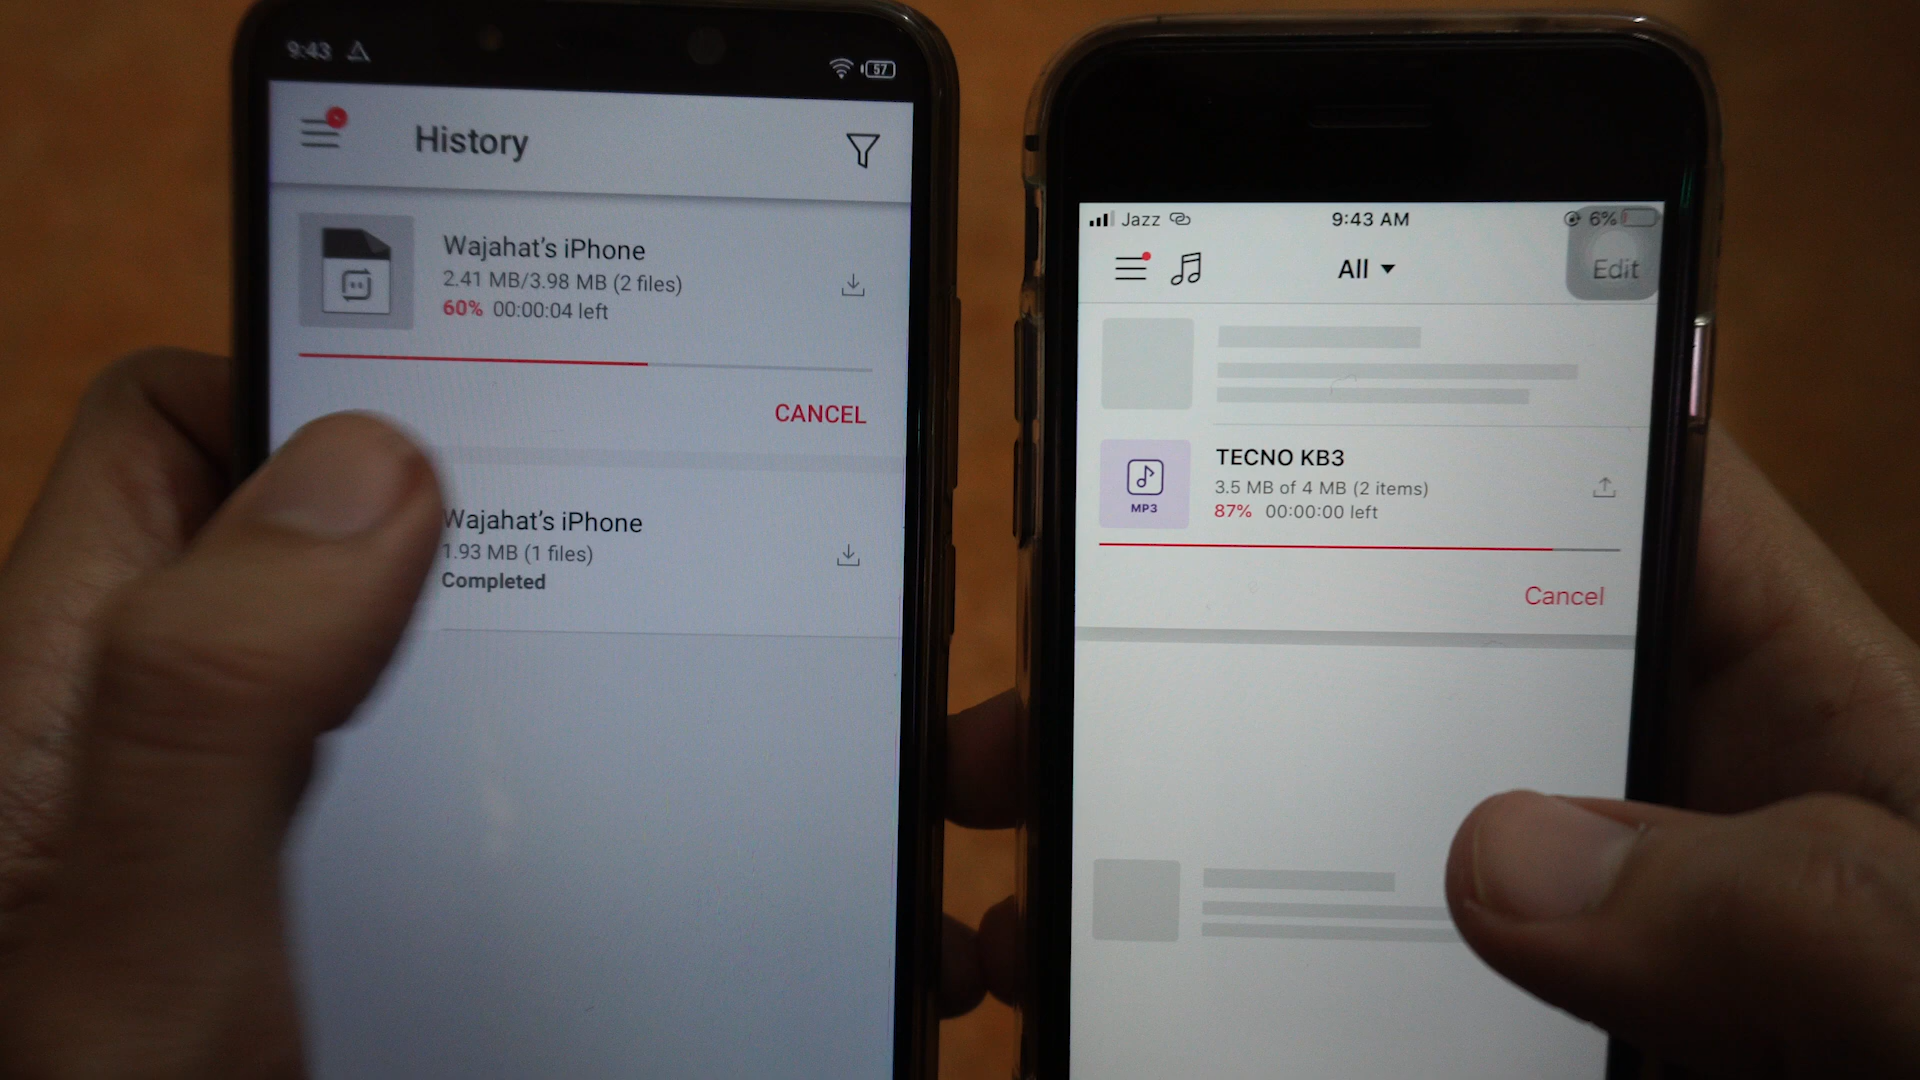 9:43
57
History
Wajahat's iPhone
2.41 MB/3.98 MB (2 files)
60% 00:00:04 left
CANCEL
Wajahat's iPhone
1.93 MB (1 files)
Completed
Jazz 9:43 AM 6%
All Edit
TECNO KB3
3.5 MB of 4 MB (2 items)
MP3
87% 00:00:00 left
Cancel